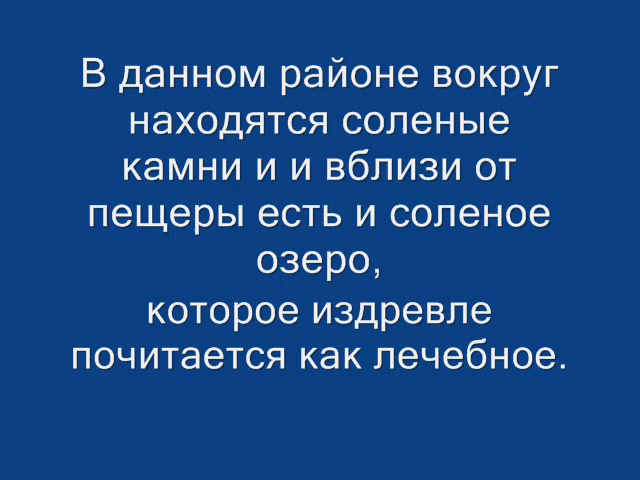 В данном районе вокруг
находятся соленые
камни и и вблизи от
пещеры есть и соленое
озеро,
которое издревле
почитается как лечебное.